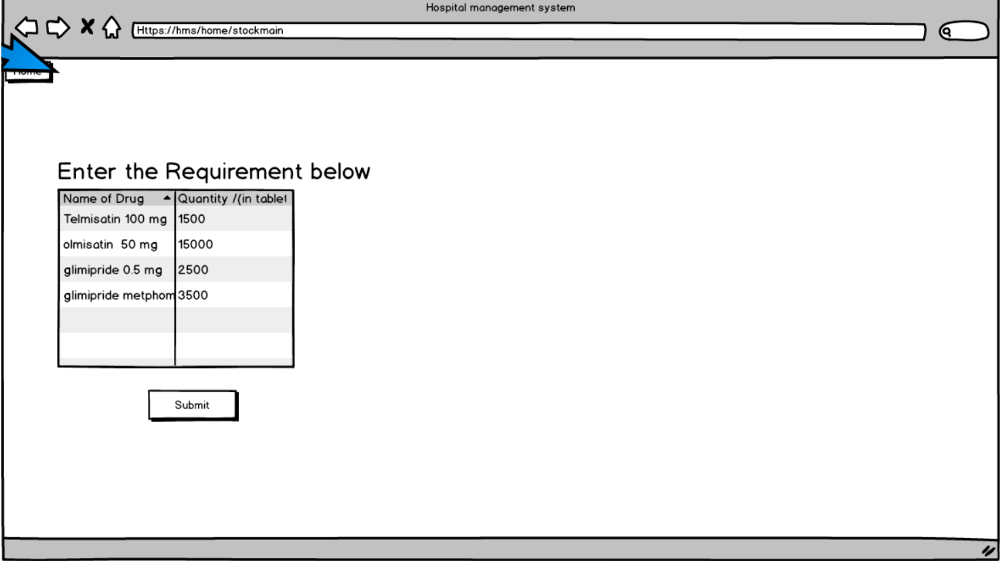 Hospital management system
Https://hms/home/stockmain
Home
Enter the Requirement below
Name of Drug Quantity /(in tablet
Telmisatin 100 mg 1500
olmisatin 50 mg 15000
glimipride 0.5 mg 2500
glimipride metphom 3500
Submit